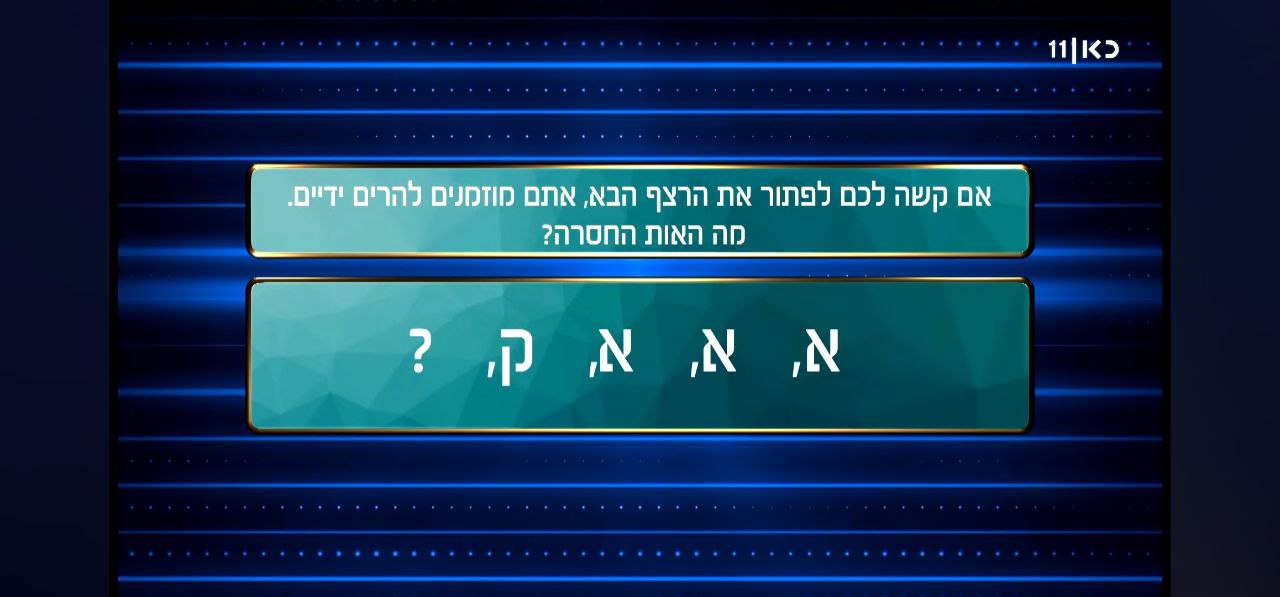 כאן 11
אם קשה לכם לפתור את הרצף הבא, אתם מוזמנים להרים ידיים.
מה האות החסרה?
א, א, א, ק, ?